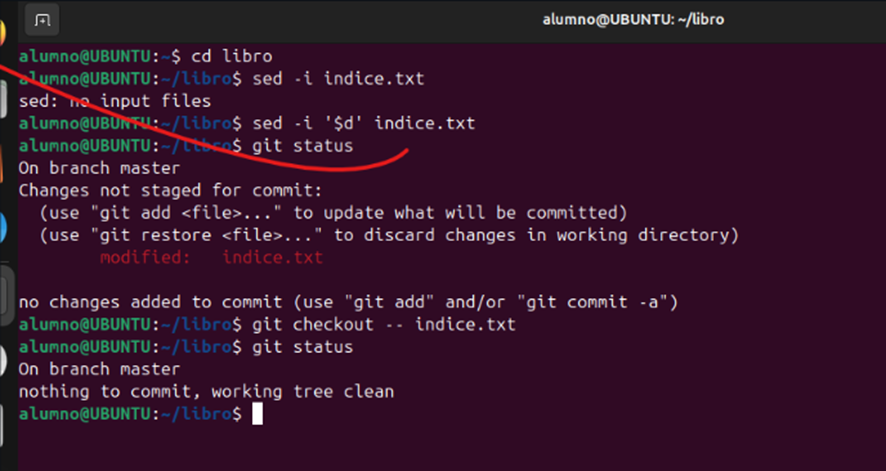 alumno@UBUNTU: ~/libro
alumno@UBUNTU:~$ cd libro
alumno@UBUNTU:~/libro$ sed -i indice.txt
sed: no input files
alumno@UBUNTU:~/libro$ sed -i '$d' indice.txt
alumno@UBUNTU:~/libro$ git status
On branch master
Changes not staged for commit:
  (use "git add <file>..." to update what will be committed)
  (use "git restore <file>..." to discard changes in working directory)
        modified:   indice.txt

no changes added to commit (use "git add" and/or "git commit -a")
alumno@UBUNTU:~/libro$ git checkout -- indice.txt
alumno@UBUNTU:~/libro$ git status
On branch master
nothing to commit, working tree clean
alumno@UBUNTU:~/libro$